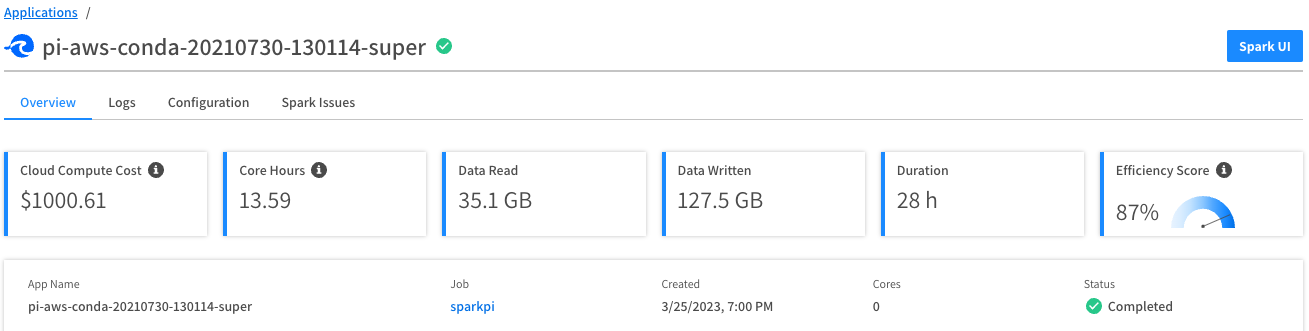 Applications /
pi-aws-conda-20210730-130114-super
Spark UI
Overview Logs Configuration Spark Issues
Cloud Compute Cost
$1000.61
Core Hours
13.59
Data Read
35.1 GB
Data Written
127.5 GB
Duration
28 h
Efficiency Score
87%
App Name
pi-aws-conda-20210730-130114-super
Job
sparkpi
Created
3/25/2023, 7:00 PM
Cores
0
Status
Completed